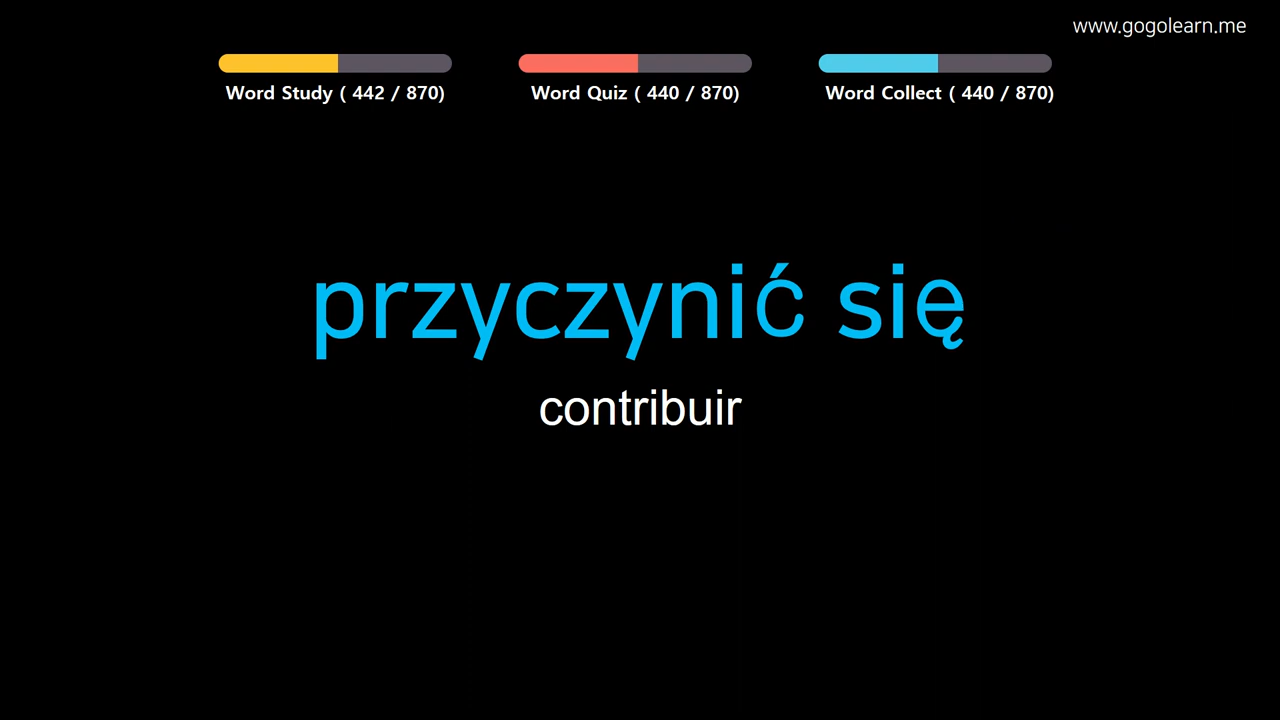 www.gogolearn.me
Word Study ( 442 / 870)
Word Quiz ( 440 / 870)
Word Collect ( 440 / 870)
przyczynić się
contribuir